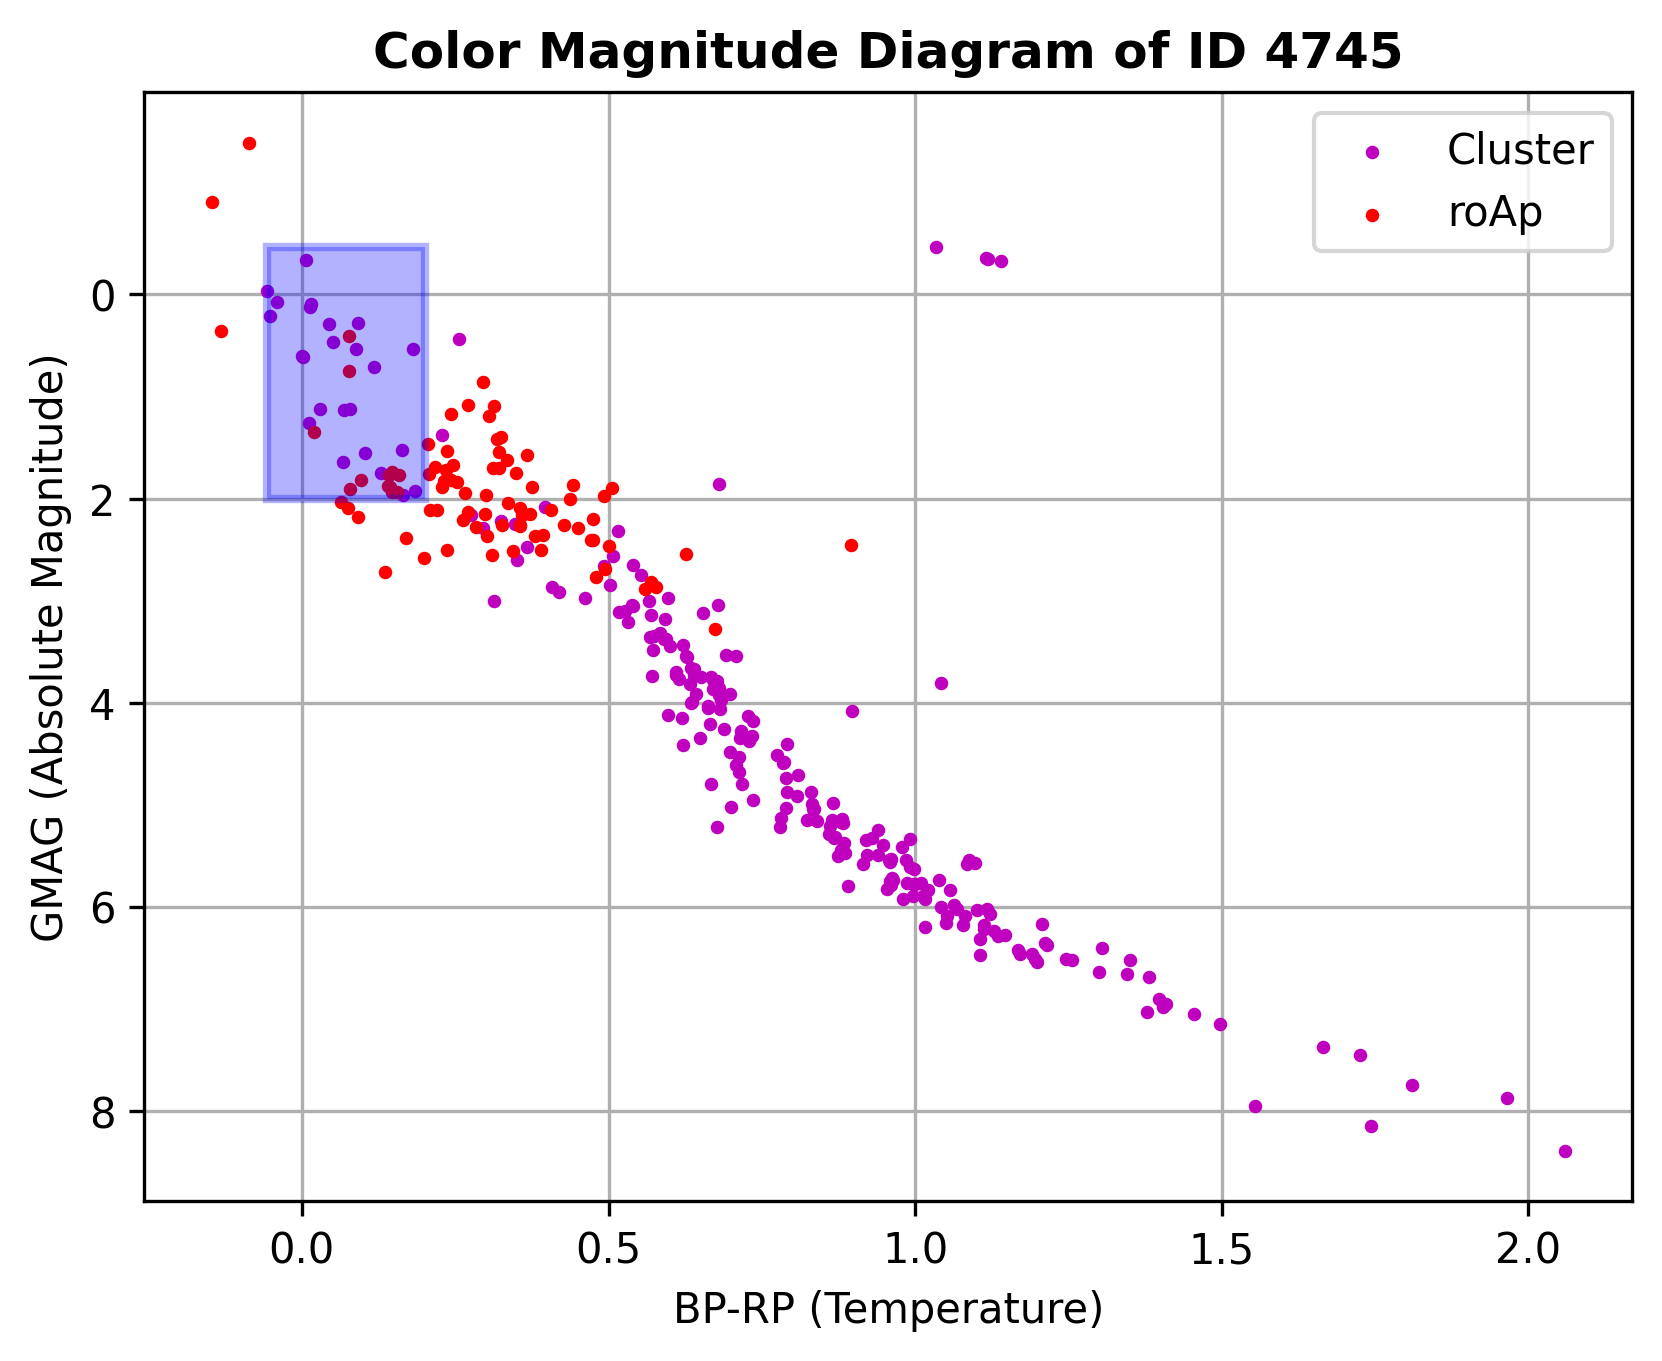 Color Magnitude Diagram of ID 4745
Cluster
roAp
GMAG (Absolute Magnitude)
0
2
4
6
8
0.0 0.5 1.0 1.5 2.0
BP-RP (Temperature)